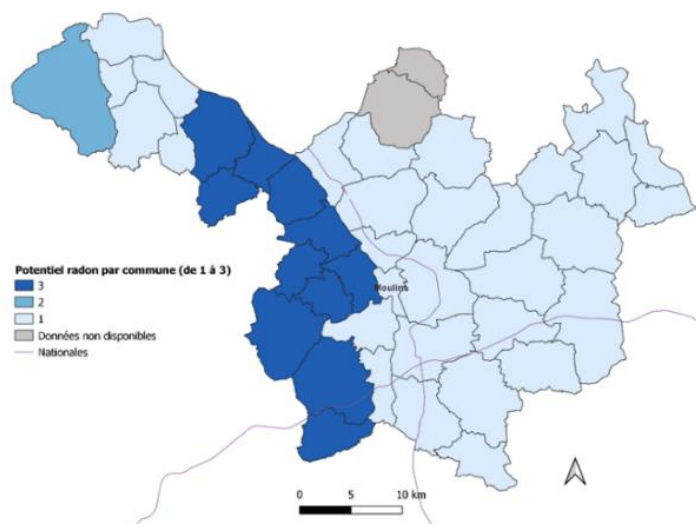 Potentiel radon par commune (de 1 à 3)
3
2
1
Données non disponibles
Nationales
Moulins
0 5 10 km